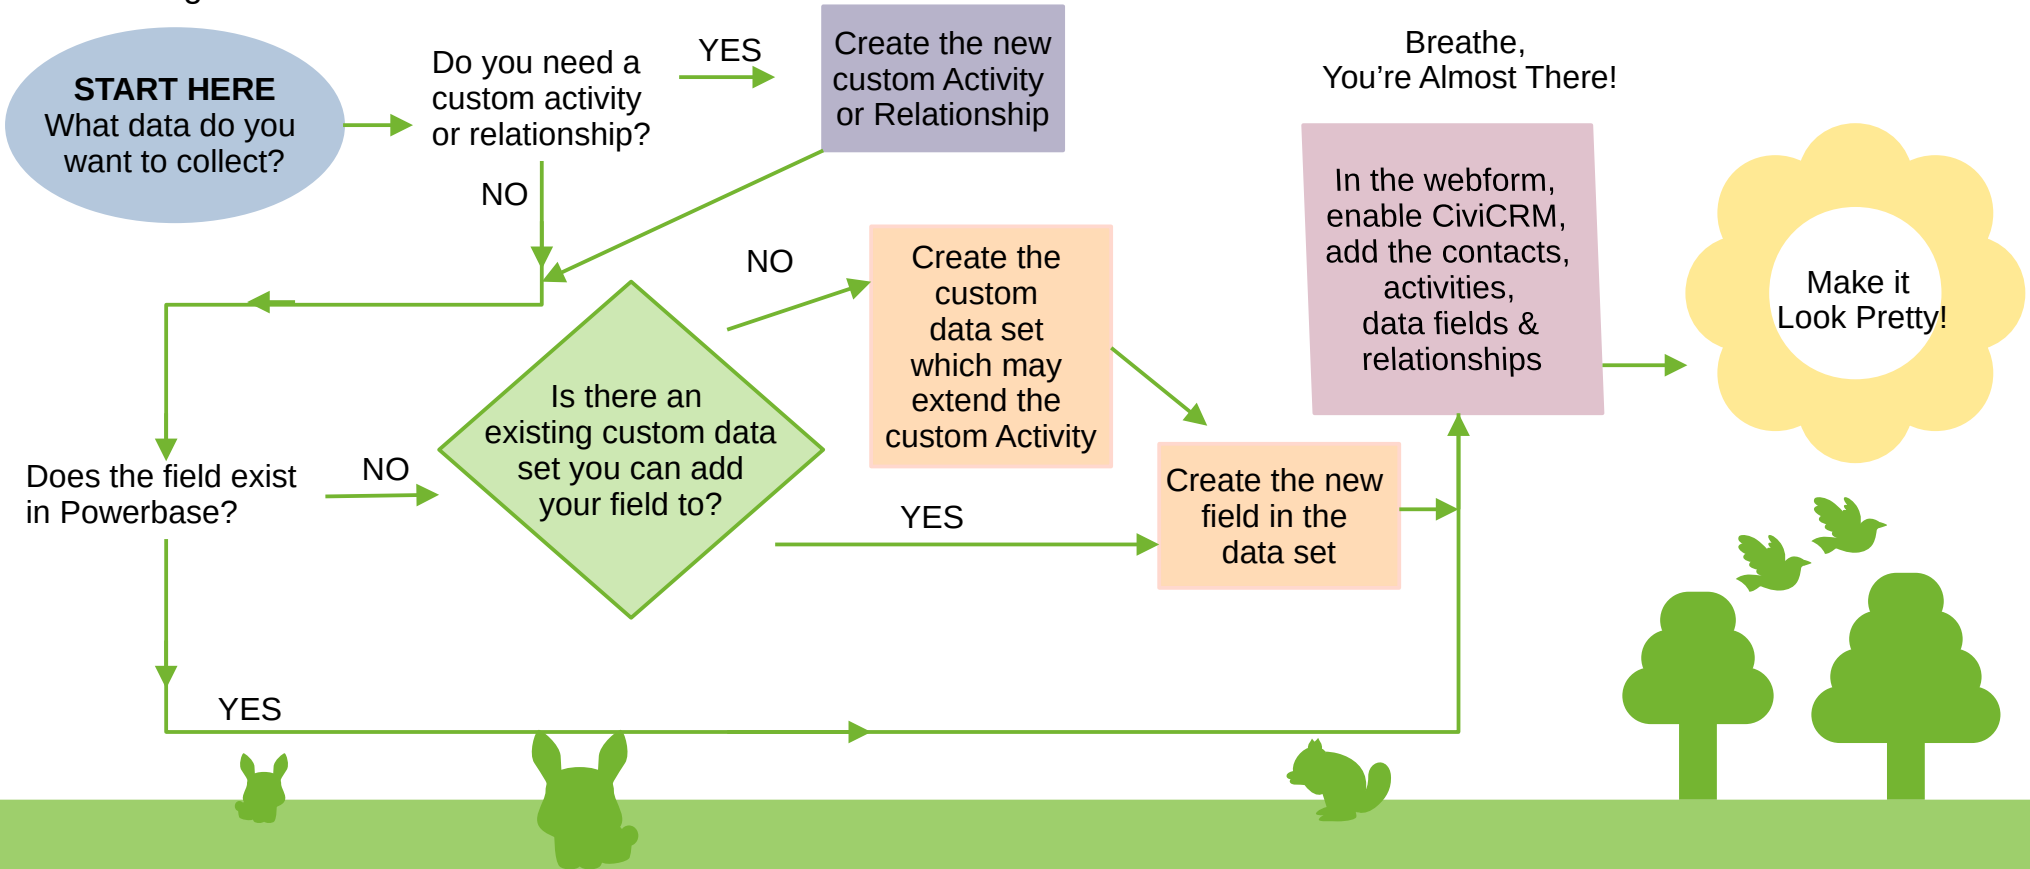 START HERE
What data do you
want to collect?
Do you need a
custom activity
or relationship?
YES
Create the new
custom Activity
or Relationship
NO
Breathe,
You’re Almost There!
In the webform,
enable CiviCRM,
add the contacts,
activities,
data fields &
relationships
Make it
Look Pretty!
NO
Create the
custom
data set
which may
extend the
custom Activity
Is there an
existing custom data
set you can add
your field to?
Does the field exist
in Powerbase?
NO
YES
Create the new
field in the
data set
YES